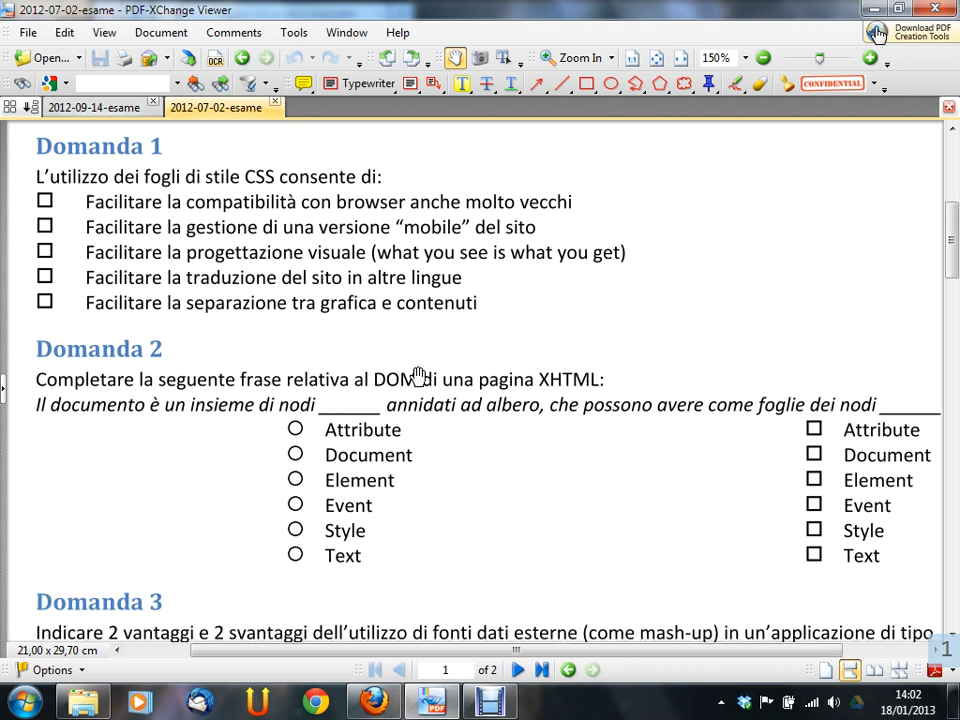 2012-07-02-esame - PDF-XChange Viewer
File Edit View Document Comments Tools Window Help
Download PDF
Creation Tools
Open... OCR Zoom In 150%
Typewriter CONFIDENTIAL
2012-09-14-esame 2012-07-02-esame
Domanda 1
L'utilizzo dei fogli di stile CSS consente di:
Facilitare la compatibilità con browser anche molto vecchi
Facilitare la gestione di una versione “mobile” del sito
Facilitare la progettazione visuale (what you see is what you get)
Facilitare la traduzione del sito in altre lingue
Facilitare la separazione tra grafica e contenuti
Domanda 2
Completare la seguente frase relativa al DOM di una pagina XHTML:
Il documento è un insieme di nodi ______ annidati ad albero, che possono avere come foglie dei nodi ______
Attribute Attribute
Document Document
Element Element
Event Event
Style Style
Text Text
Domanda 3
Indicare 2 vantaggi e 2 svantaggi dell'utilizzo di fonti dati esterne (come mash-up) in un'applicazione di tipo
21,00 x 29,70 cm
1
Options 1 of 2
PDF
14:02
18/01/2013